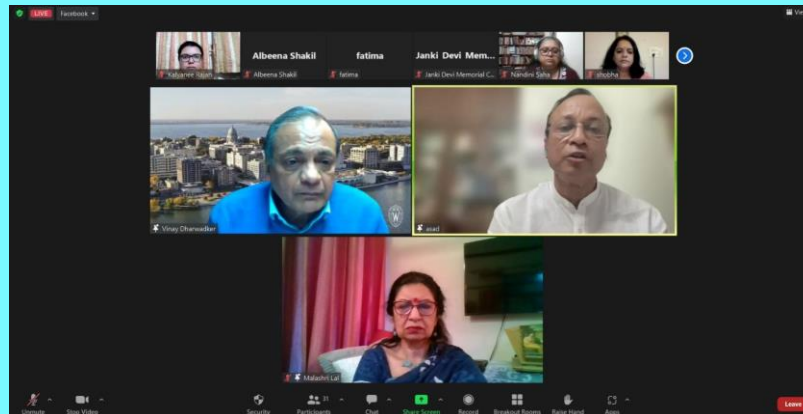 LIVE Facebook
View
Albeena Shakil
fatima
Janki Devi Mem...
Kalyanee Rajan
Albeena Shakil
fatima
Janki Devi Memorial C...
Nandini Saha
shobha
Vinay Dharwadker
asad
Malashri Lal
Unmute
Stop Video
Security
Participants
31
Chat
Share Screen
Record
Breakout Rooms
Raise Hand
Apps
Leave